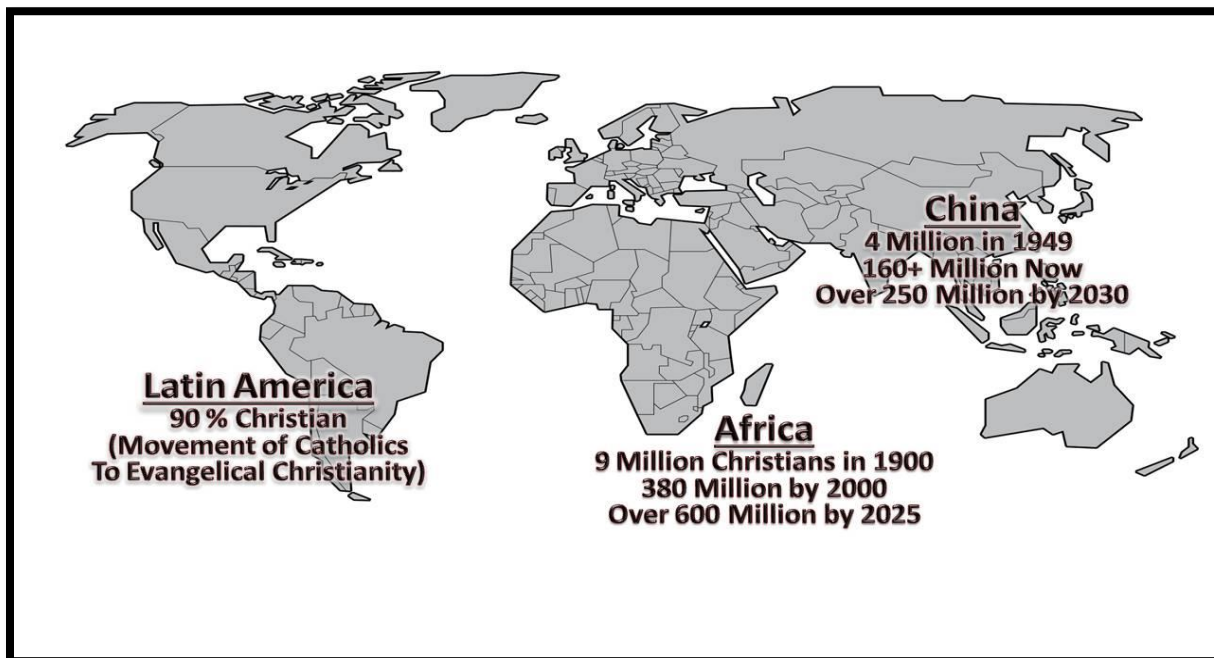 China
4 Million in 1949
160+ Million Now
Over 250 Million by 2030
Latin America
90 % Christian
(Movement of Catholics
To Evangelical Christianity)
Africa
9 Million Christians in 1900
380 Million by 2000
Over 600 Million by 2025